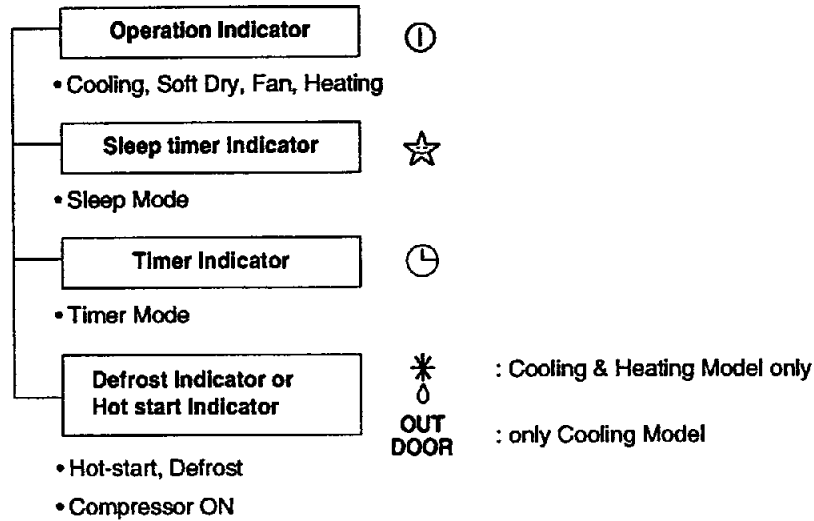 Operation Indicator
• Cooling, Soft Dry, Fan, Heating
Sleep timer Indicator
• Sleep Mode
Timer Indicator
• Timer Mode
Defrost Indicator or
Hot start Indicator
: Cooling & Heating Model only
OUT
DOOR
: only Cooling Model
• Hot-start, Defrost
• Compressor ON